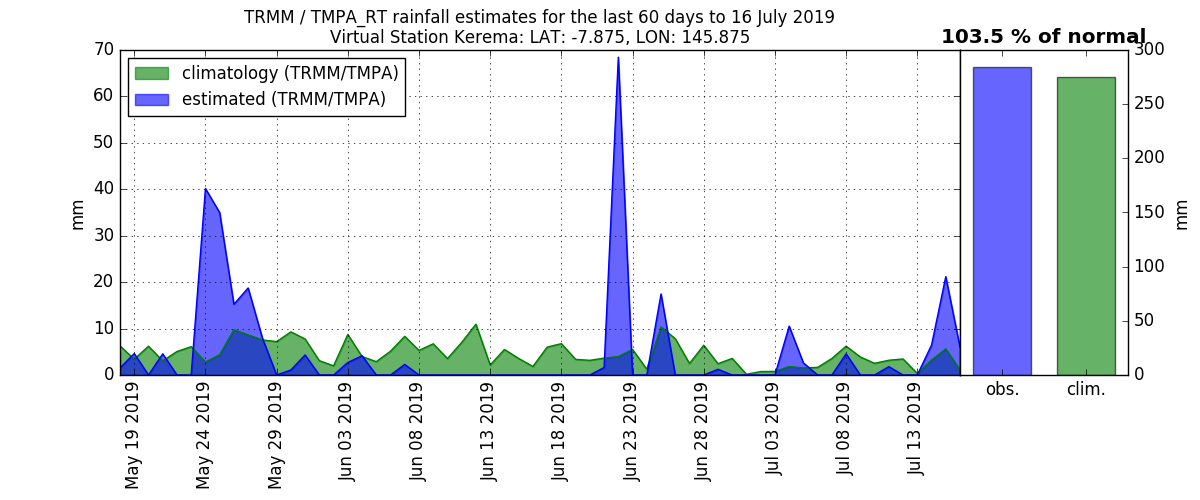 TRMM / TMPA_RT rainfall estimates for the last 60 days to 16 July 2019
Virtual Station Kerema: LAT: -7.875, LON: 145.875
103.5 % of normal
climatology (TRMM/TMPA)
estimated (TRMM/TMPA)
mm
70
60
50
40
30
20
10
0
May 19 2019
May 24 2019
May 29 2019
Jun 03 2019
Jun 08 2019
Jun 13 2019
Jun 18 2019
Jun 23 2019
Jun 28 2019
Jul 03 2019
Jul 08 2019
Jul 13 2019
obs.
clim.
300
250
200
150
100
50
0
mm